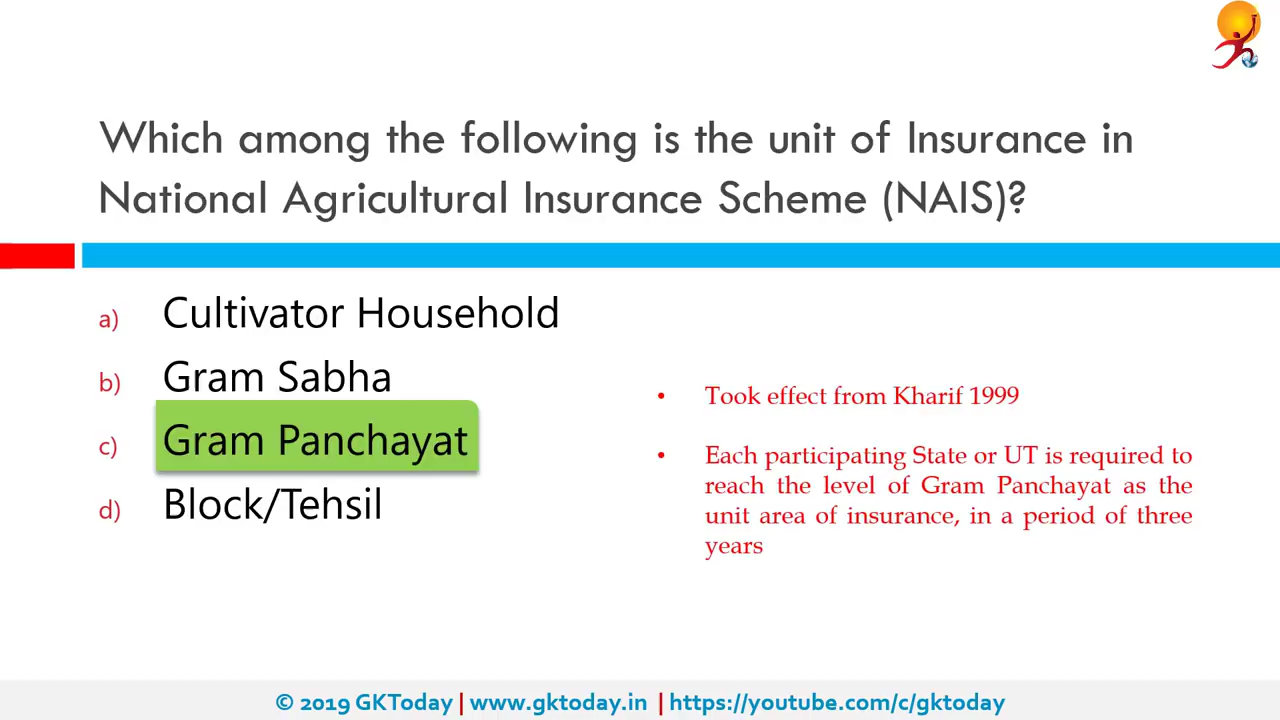 Which among the following is the unit of Insurance in
National Agricultural Insurance Scheme (NAIS)?
a) Cultivator Household
b) Gram Sabha
c) Gram Panchayat
d) Block/Tehsil
• Took effect from Kharif 1999
• Each participating State or UT is required to
reach the level of Gram Panchayat as the
unit area of insurance, in a period of three
years
© 2019 GKToday | www.gktoday.in | https://youtube.com/c/gktoday